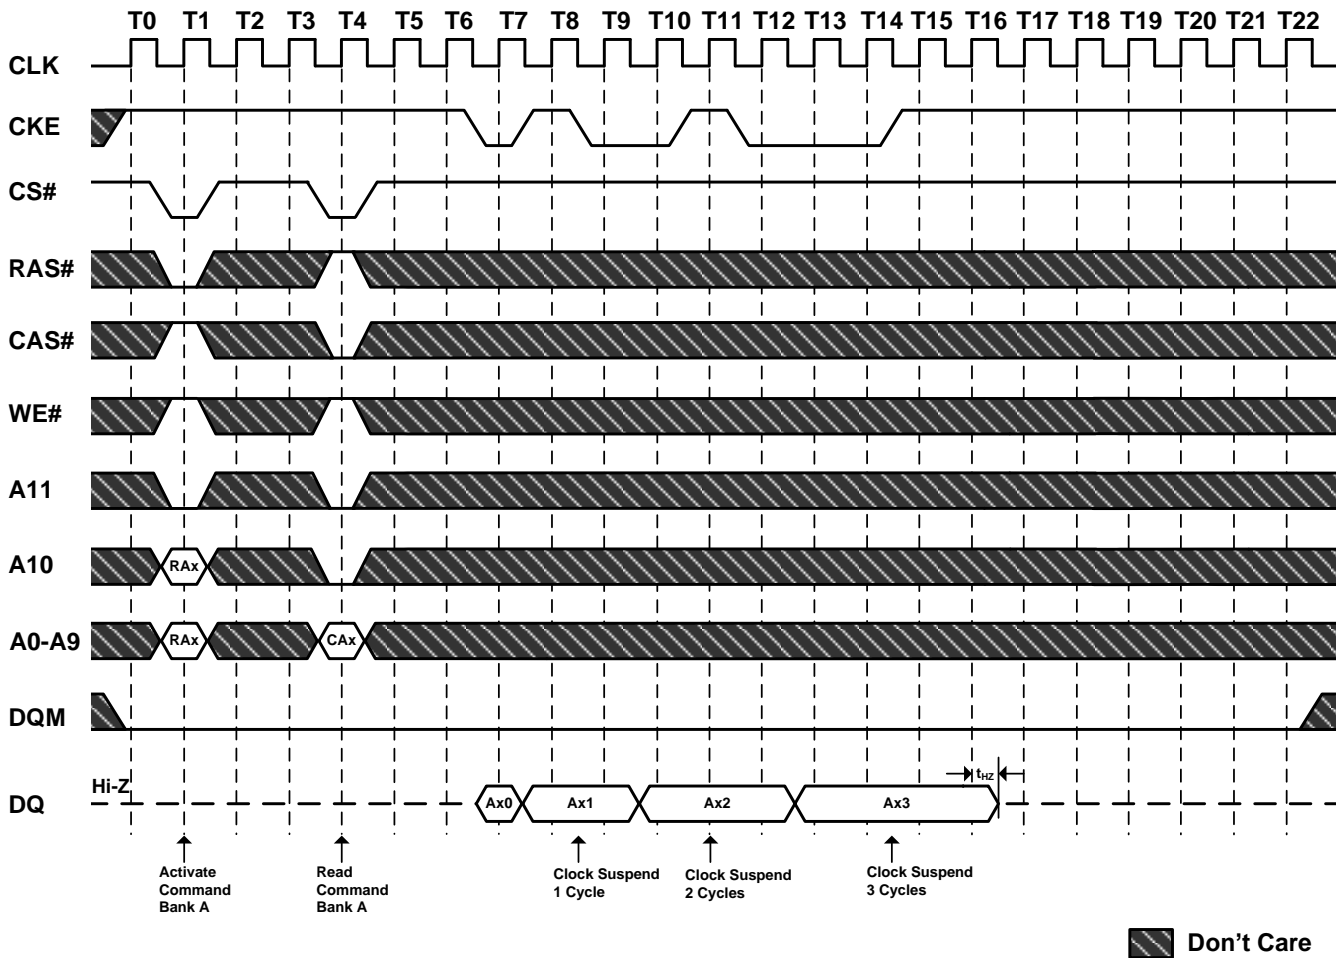 T0 T1 T2 T3 T4 T5 T6 T7 T8 T9 T10 T11 T12 T13 T14 T15 T16 T17 T18 T19 T20 T21 T22
CLK
CKE
CS#
RAS#
CAS#
WE#
A11
A10 RAx
A0-A9 RAx CAx
DQM
Hi-Z tHZ
DQ Ax0 Ax1 Ax2 Ax3
Activate
Command
Bank A
Read
Command
Bank A
Clock Suspend
1 Cycle
Clock Suspend
2 Cycles
Clock Suspend
3 Cycles
Don't Care